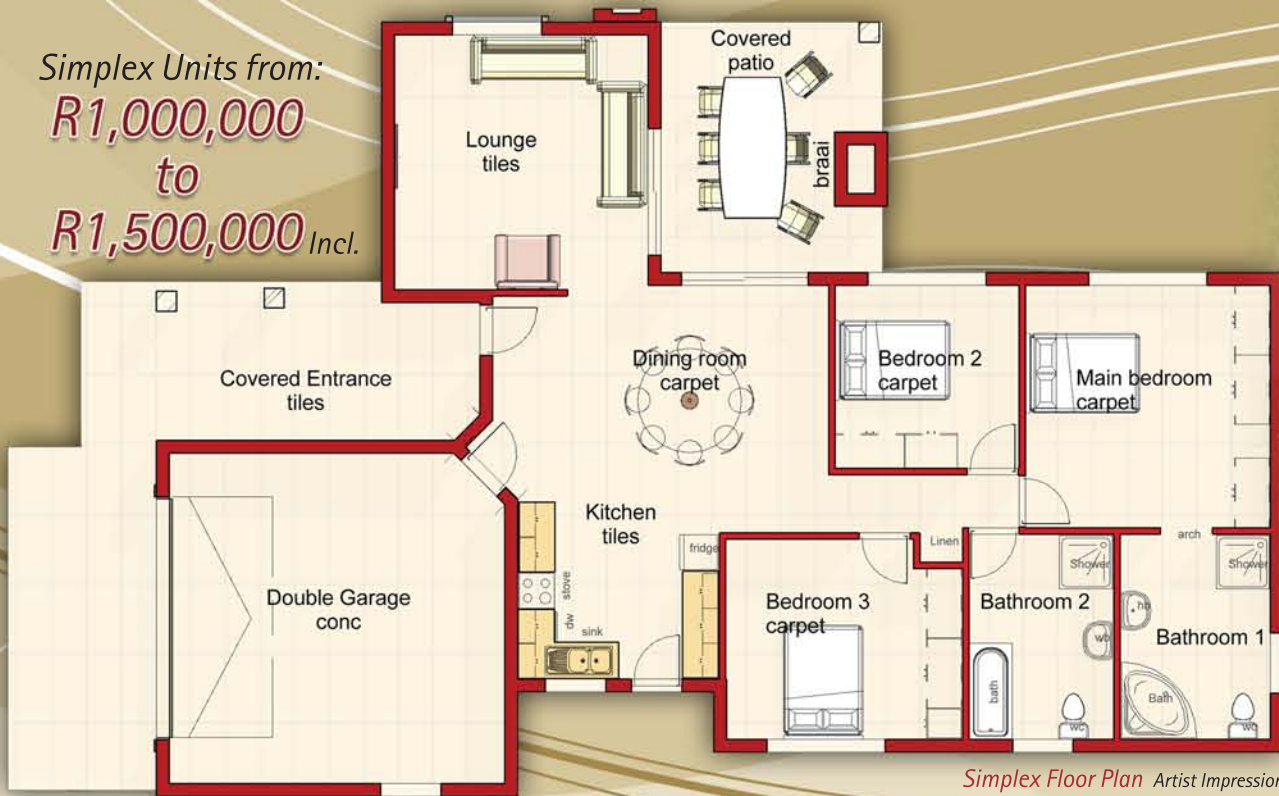 Simplex Units from:
R1,000,000
to
R1,500,000 Incl.
Covered
patio
braai
Lounge
tiles
Covered Entrance
tiles
Dining room
carpet
Bedroom 2
carpet
Main bedroom
carpet
Kitchen
tiles
fridge
Linen
arch
stove
dw
sink
Double Garage
conc
Bedroom 3
carpet
Bathroom 2
Shower
wb
bath
wc
Bathroom 1
Shower
hb
Bath
wc
Simplex Floor Plan Artist Impression